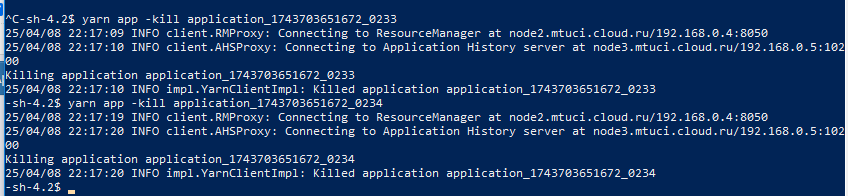 ^C-sh-4.2$ yarn app -kill application_1743703651672_0233
25/04/08 22:17:09 INFO client.RMProxy: Connecting to ResourceManager at node2.mtuci.cloud.ru/192.168.0.4:8050
25/04/08 22:17:10 INFO client.AHSProxy: Connecting to Application History server at node3.mtuci.cloud.ru/192.168.0.5:102
00
Killing application application_1743703651672_0233
25/04/08 22:17:10 INFO impl.YarnClientImpl: Killed application application_1743703651672_0233
-sh-4.2$ yarn app -kill application_1743703651672_0234
25/04/08 22:17:19 INFO client.RMProxy: Connecting to ResourceManager at node2.mtuci.cloud.ru/192.168.0.4:8050
25/04/08 22:17:20 INFO client.AHSProxy: Connecting to Application History server at node3.mtuci.cloud.ru/192.168.0.5:102
00
Killing application application_1743703651672_0234
25/04/08 22:17:20 INFO impl.YarnClientImpl: Killed application application_1743703651672_0234
-sh-4.2$